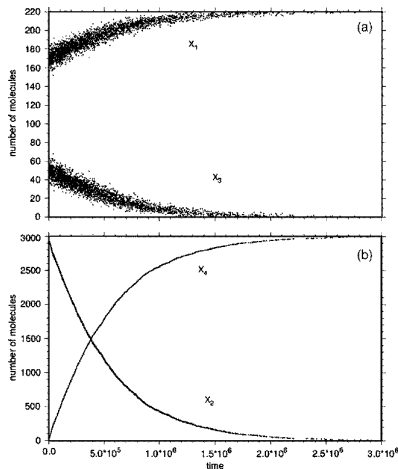 220
200
180
160
140
120
100
80
60
40
20
0
number of molecules
(a)
X1
X3
3000
2500
2000
1500
1000
500
0
number of molecules
(b)
X4
X2
0.0 5.0*10^5 1.0*10^6 1.5*10^6 2.0*10^6 2.5*10^6 3.0*10^6
time